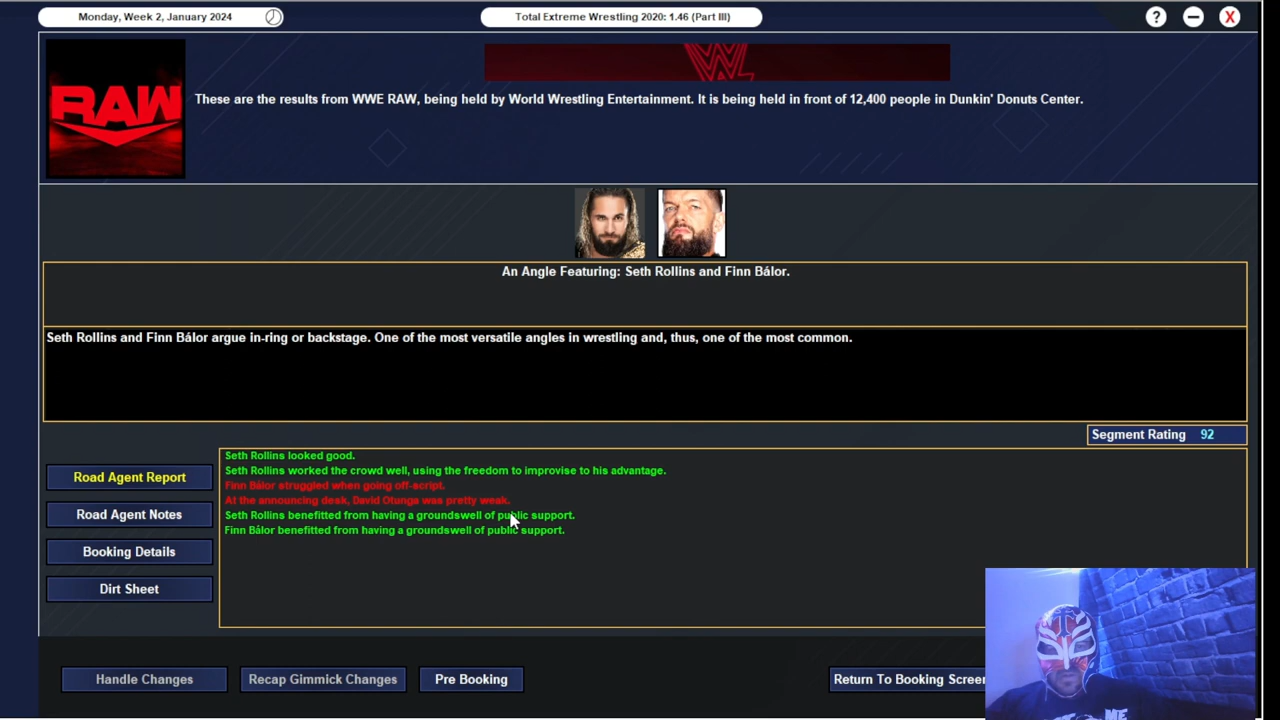 Monday, Week 2, January 2024
Total Extreme Wrestling 2020: 1.46 (Part III)
?
X
RAW
These are the results from WWE RAW, being held by World Wrestling Entertainment. It is being held in front of 12,400 people in Dunkin' Donuts Center.
An Angle Featuring: Seth Rollins and Finn Bálor.
Seth Rollins and Finn Bálor argue in-ring or backstage. One of the most versatile angles in wrestling and, thus, one of the most common.
Segment Rating 92
Road Agent Report
Road Agent Notes
Booking Details
Dirt Sheet
Seth Rollins looked good.
Seth Rollins worked the crowd well, using the freedom to improvise to his advantage.
Finn Bálor struggled when going off-script.
At the announcing desk, David Otunga was pretty weak.
Seth Rollins benefitted from having a groundswell of public support.
Finn Bálor benefitted from having a groundswell of public support.
Handle Changes
Recap Gimmick Changes
Pre Booking
Return To Booking Screen